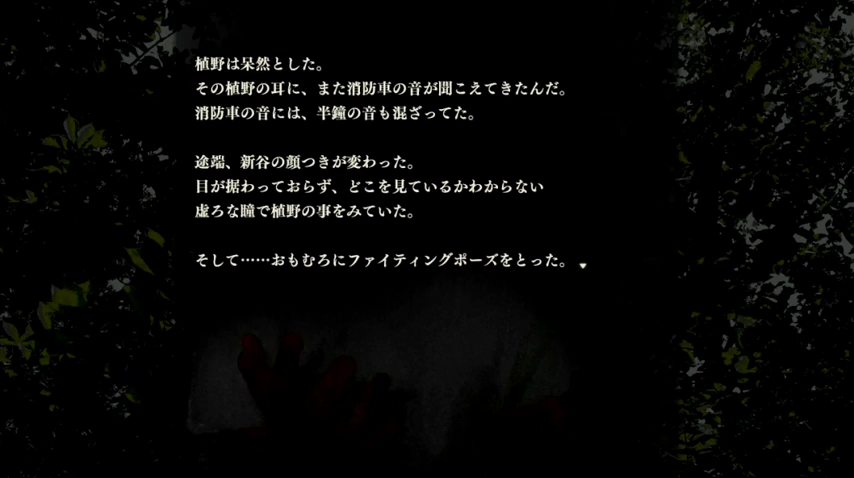 植野は呆然とした。
その植野の耳に、また消防車の音が聞こえてきたんだ。
消防車の音には、半鐘の音も混ざってた。
途端、新谷の顔つきが変わった。
目が据わっておらず、どこを見ているかわからない
虚ろな瞳で植野の事をみていた。
そして……おもむろにファイティングポーズをとった。